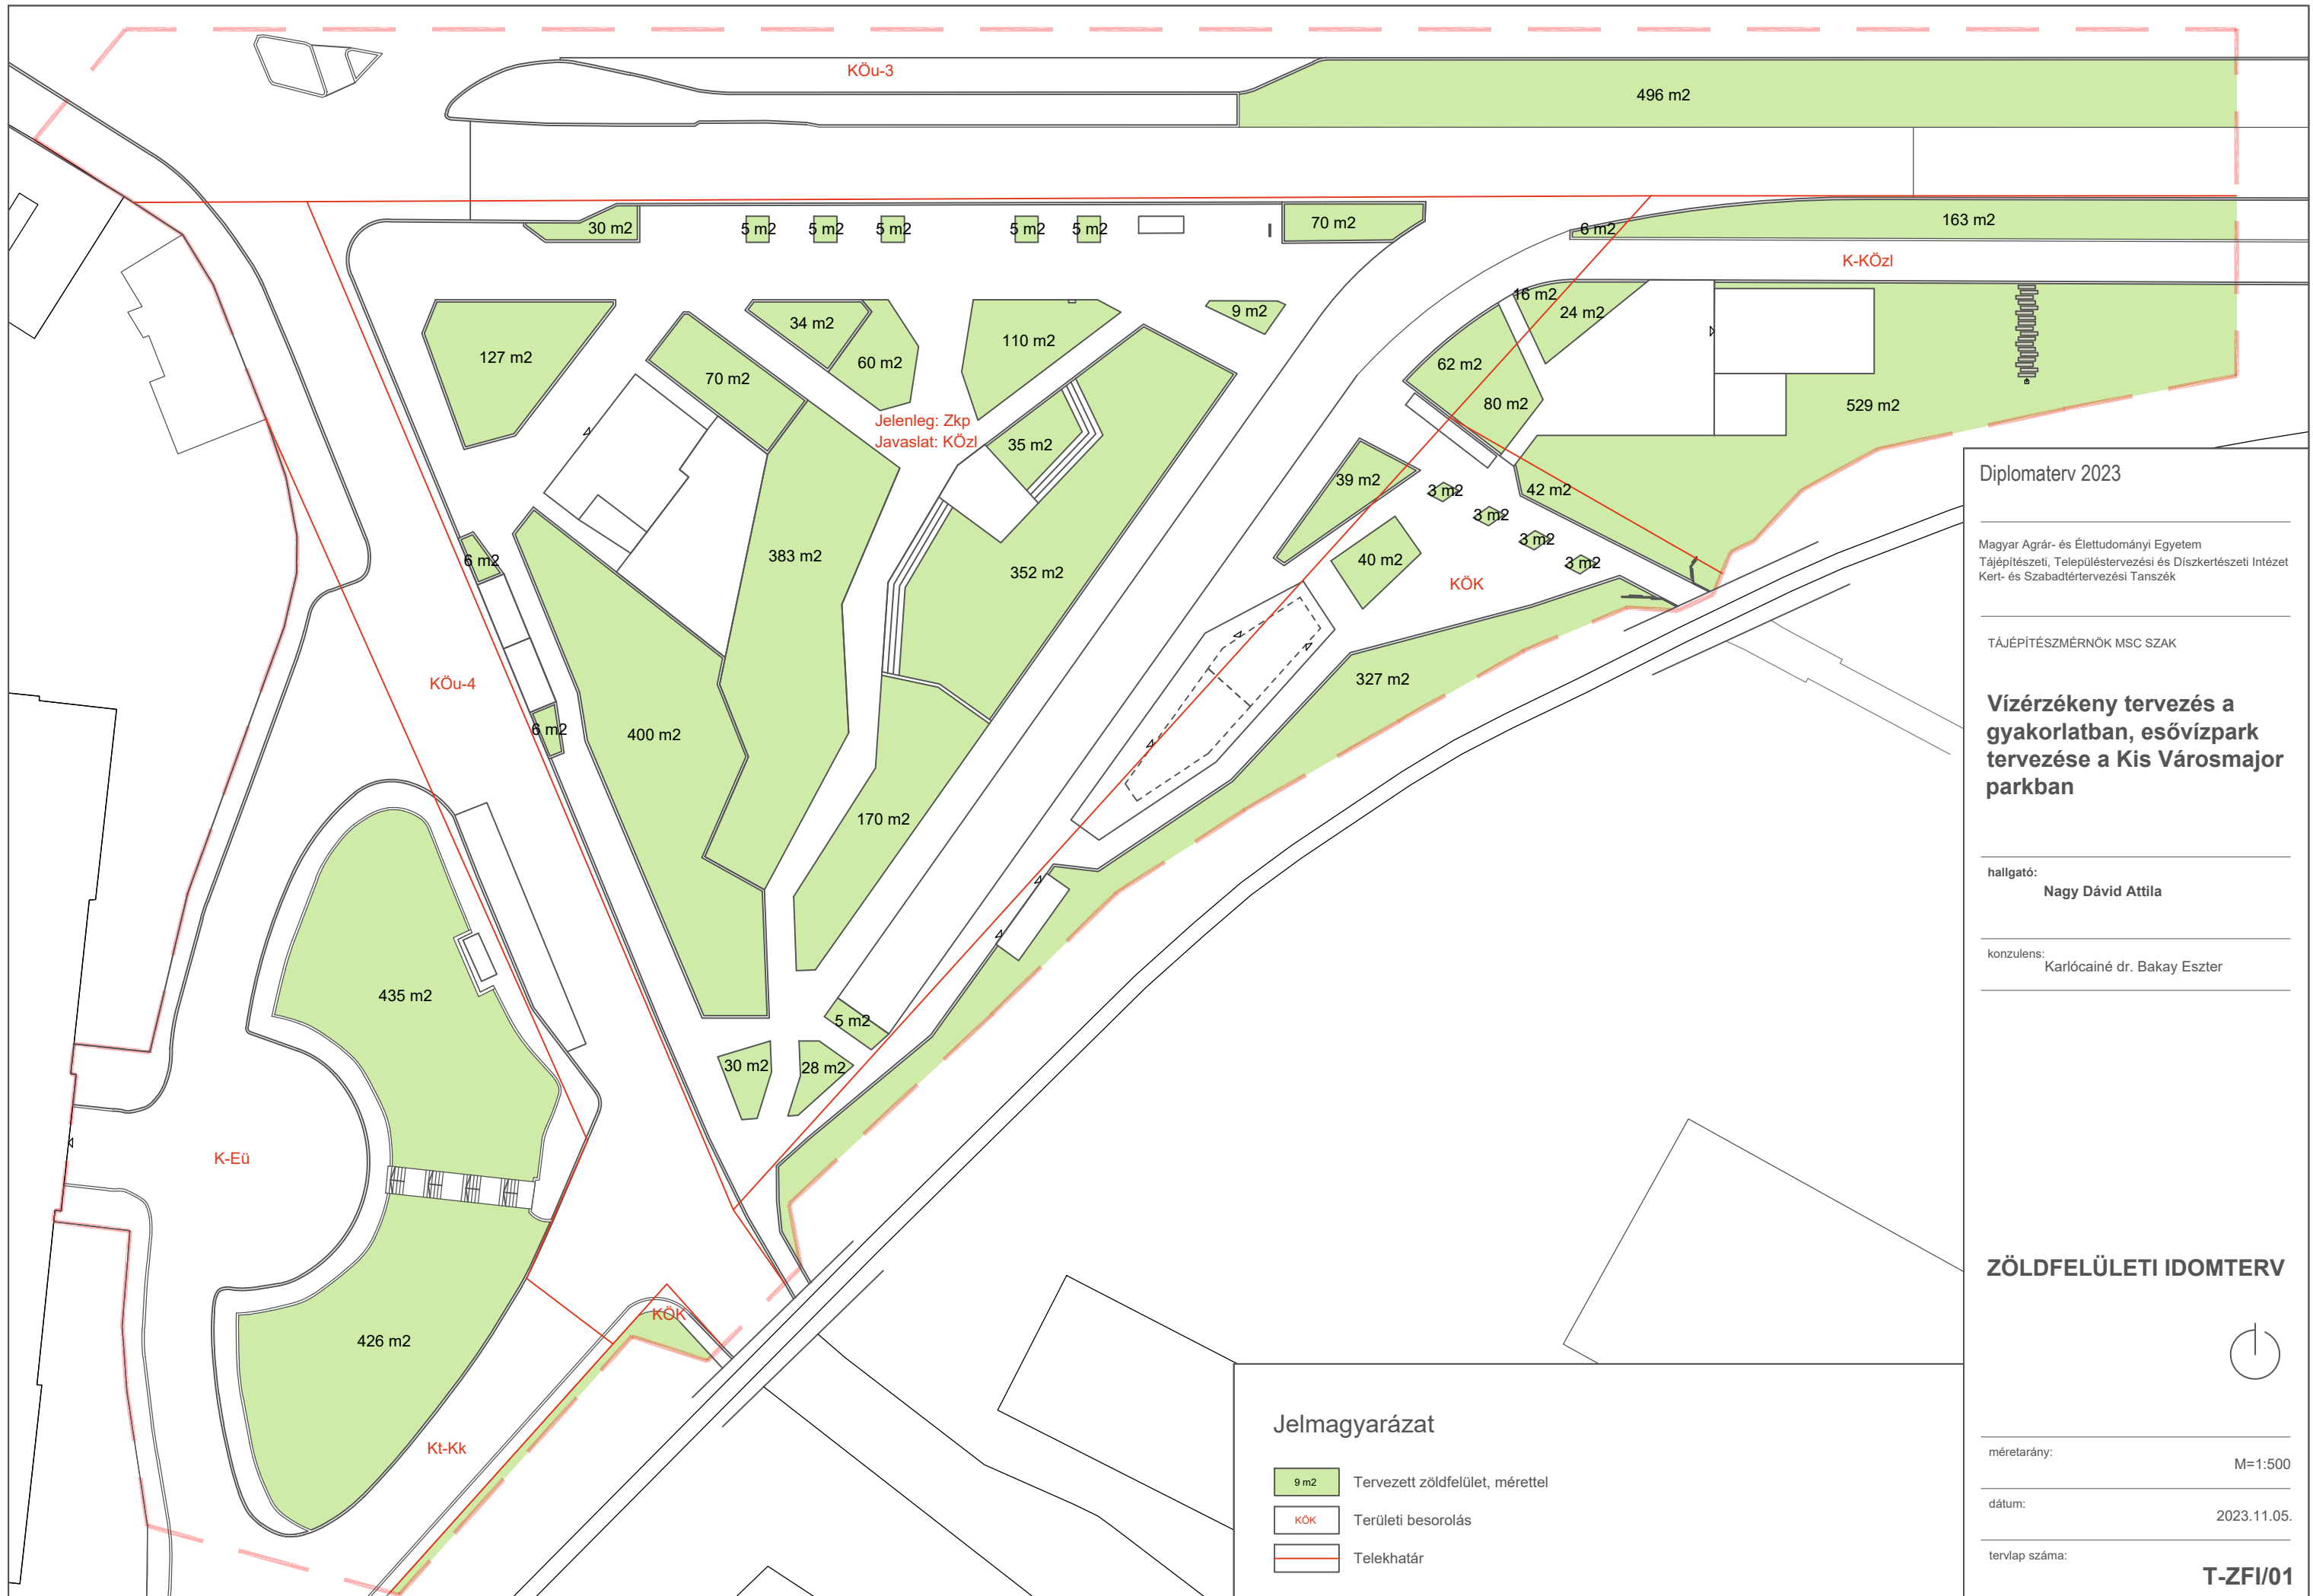 KÖu-3
496 m2
30 m2
5 m2
5 m2
5 m2
5 m2
5 m2
70 m2
6 m2
163 m2
K-KÖzl
127 m2
34 m2
60 m2
110 m2
9 m2
16 m2
24 m2
70 m2
62 m2
80 m2
529 m2
Jelenleg: Zkp
Javaslat: KÖzl
35 m2
39 m2
3 m2
3 m2
3 m2
3 m2
42 m2
40 m2
KÖK
6 m2
383 m2
352 m2
KÖu-4
6 m2
400 m2
327 m2
170 m2
435 m2
5 m2
30 m2
28 m2
K-Eü
KÖK
426 m2
Kt-Kk
Jelmagyarázat
9 m2
Tervezett zöldfelület, mérettel
KÖK
Területi besorolás
Telekhatár
Diplomaterv 2023
Magyar Agrár- és Élettudományi Egyetem
Tájépítészeti, Településtervezési és Díszkertészeti Intézet
Kert- és Szabadtértervezési Tanszék
TÁJÉPÍTÉSZMÉRNÖK MSC SZAK
Vízérzékeny tervezés a
gyakorlatban, esővízpark
tervezése a Kis Városmajor
parkban
hallgató:
Nagy Dávid Attila
konzulens:
Karlócainé dr. Bakay Eszter
ZÖLDFELÜLETI IDOMTERV
méretarány:
M=1:500
dátum:
2023.11.05.
tervlap száma:
T-ZFI/01